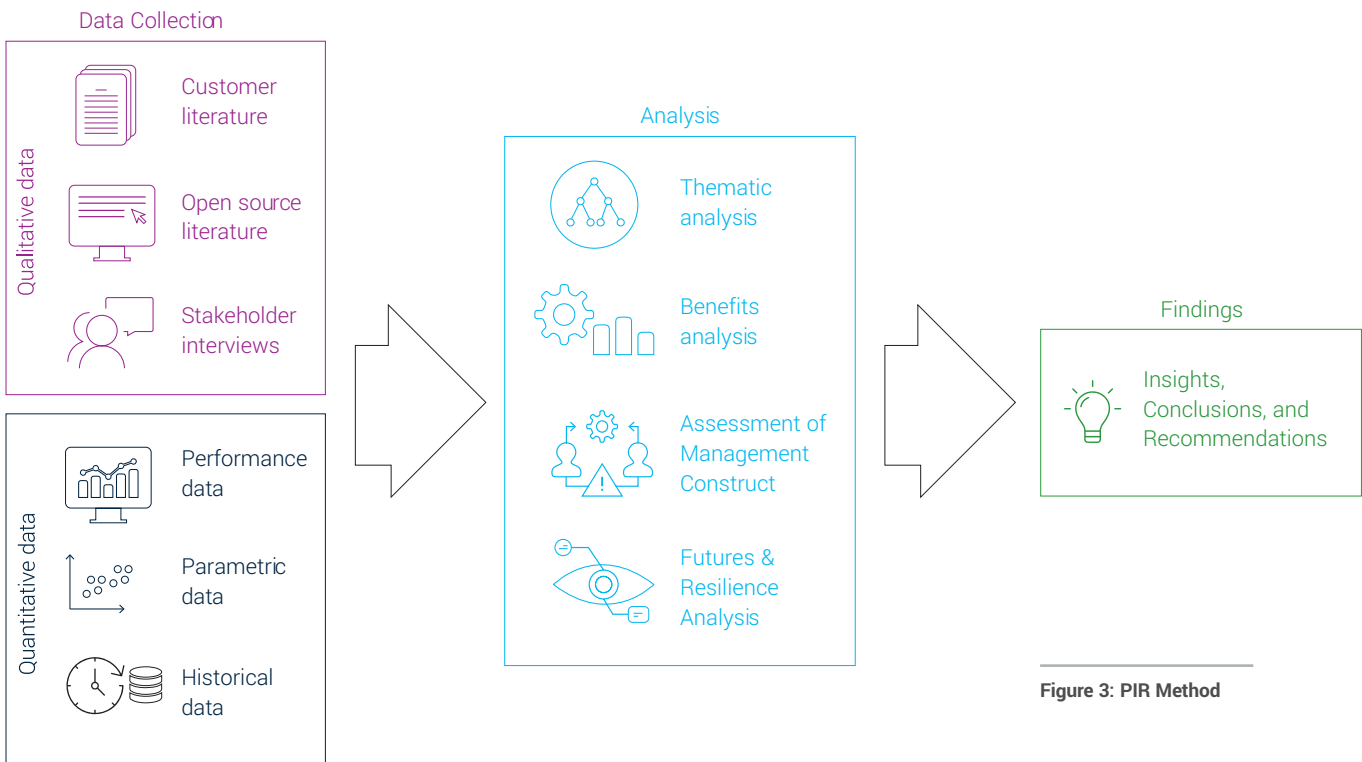 Data Collection
Qualitative data
Customer
literature
Open source
literature
Stakeholder
interviews
Quantitative data
Performance
data
Parametric
data
Historical
data
Analysis
Thematic
analysis
Benefits
analysis
Assessment of
Management
Construct
Futures &
Resilience
Analysis
Findings
Insights,
Conclusions, and
Recommendations
Figure 3: PIR Method